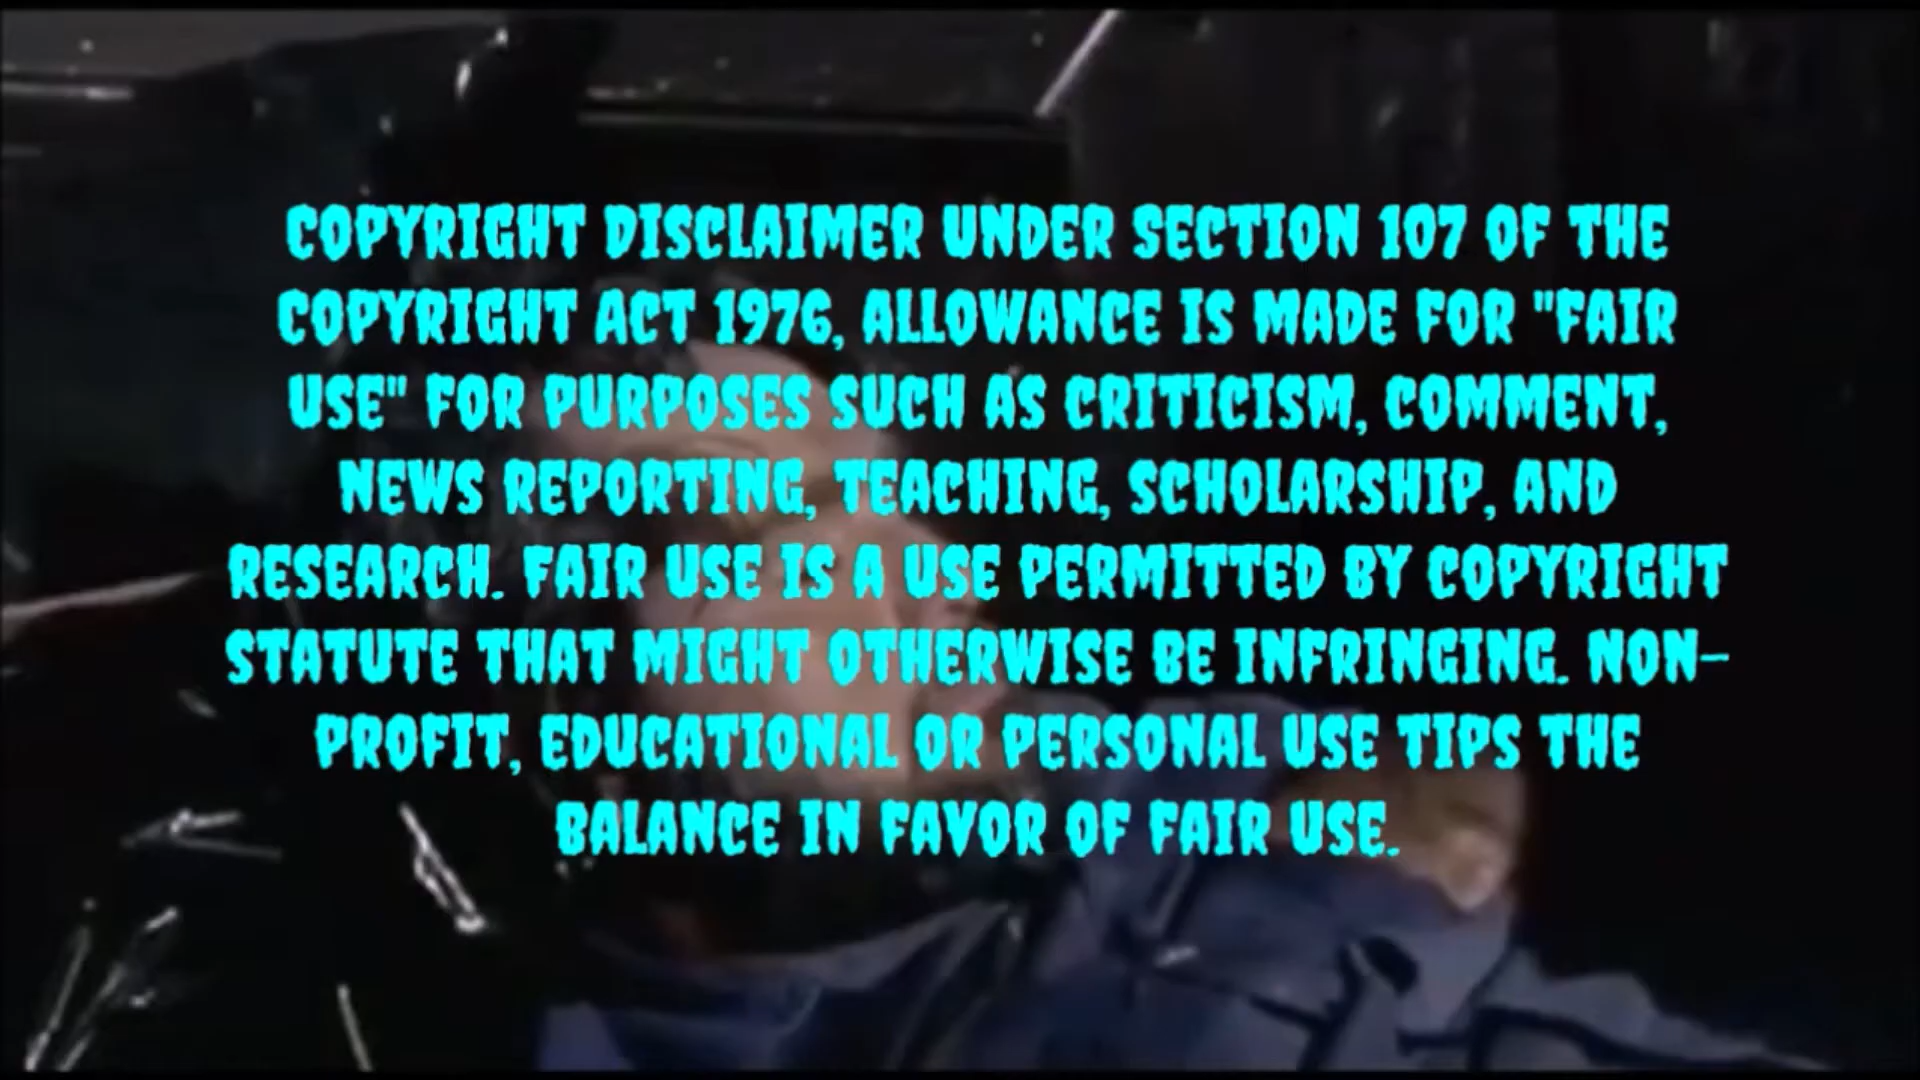 COPYRIGHT DISCLAIMER UNDER SECTION 107 OF THE
COPYRIGHT ACT 1976, ALLOWANCE IS MADE FOR "FAIR
USE" FOR PURPOSES SUCH AS CRITICISM, COMMENT,
NEWS REPORTING, TEACHING, SCHOLARSHIP, AND
RESEARCH. FAIR USE IS A USE PERMITTED BY COPYRIGHT
STATUTE THAT MIGHT OTHERWISE BE INFRINGING. NON-
PROFIT, EDUCATIONAL OR PERSONAL USE TIPS THE
BALANCE IN FAVOR OF FAIR USE.